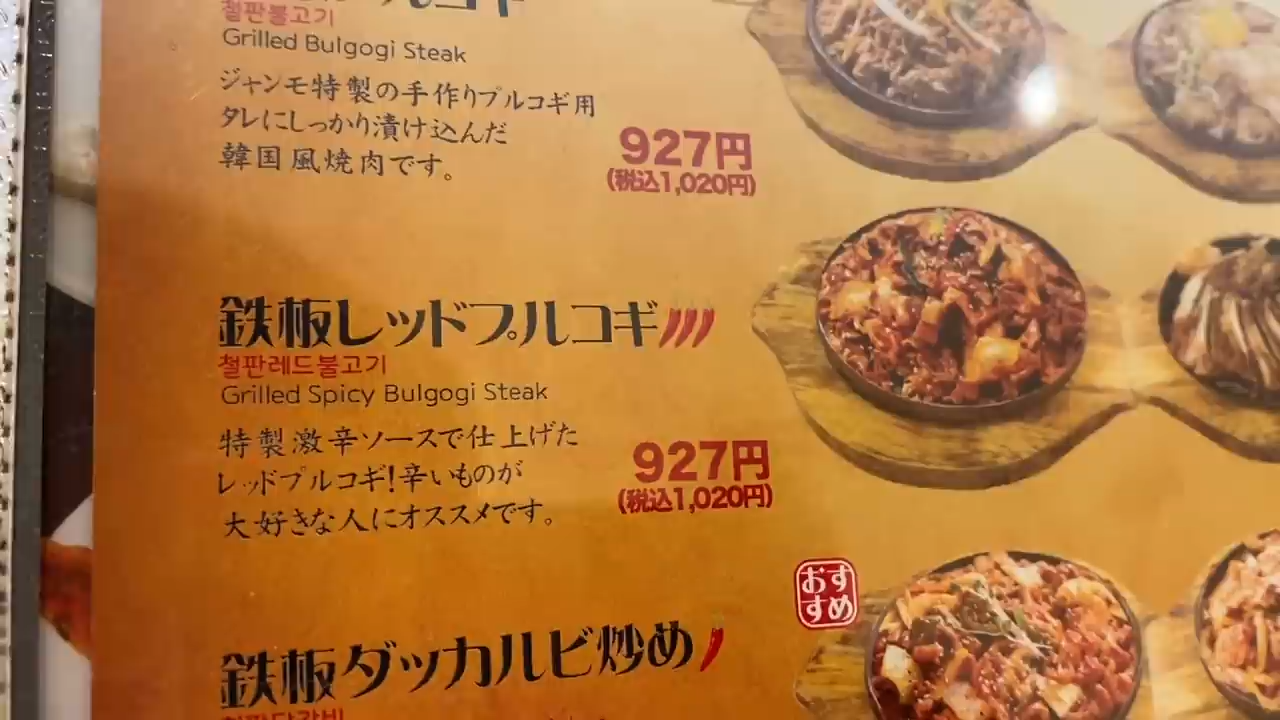 철판불고기
Grilled Bulgogi Steak
ジャンモ特製の手作りプルコギ用
タレにしっかり漬け込んだ
韓国風焼肉です。
927円
(税込1,020円)
鉄板レッドプルコギ
철판레드불고기
Grilled Spicy Bulgogi Steak
特製激辛ソースで仕上げた
レッドプルコギ!辛いものが
大好きな人にオススメです。
927円
(税込1,020円)
おすすめ
鉄板ダッカルビ炒め